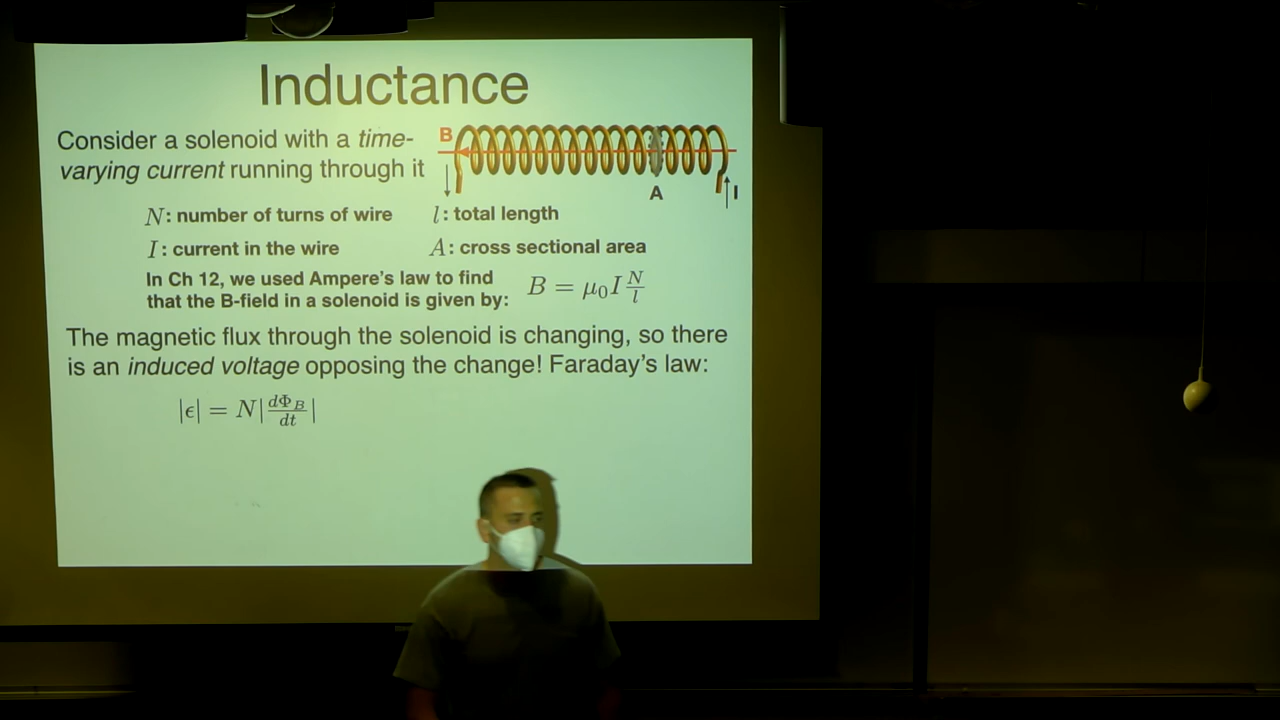 Inductance
Consider a solenoid with a time-
varying current running through it
B
A
I
N: number of turns of wire
l: total length
I: current in the wire
A: cross sectional area
In Ch 12, we used Ampere's law to find
that the B-field in a solenoid is given by:
B = μ₀I N/l
The magnetic flux through the solenoid is changing, so there
is an induced voltage opposing the change! Faraday's law:
|ϵ| = N|dΦ_B/dt|